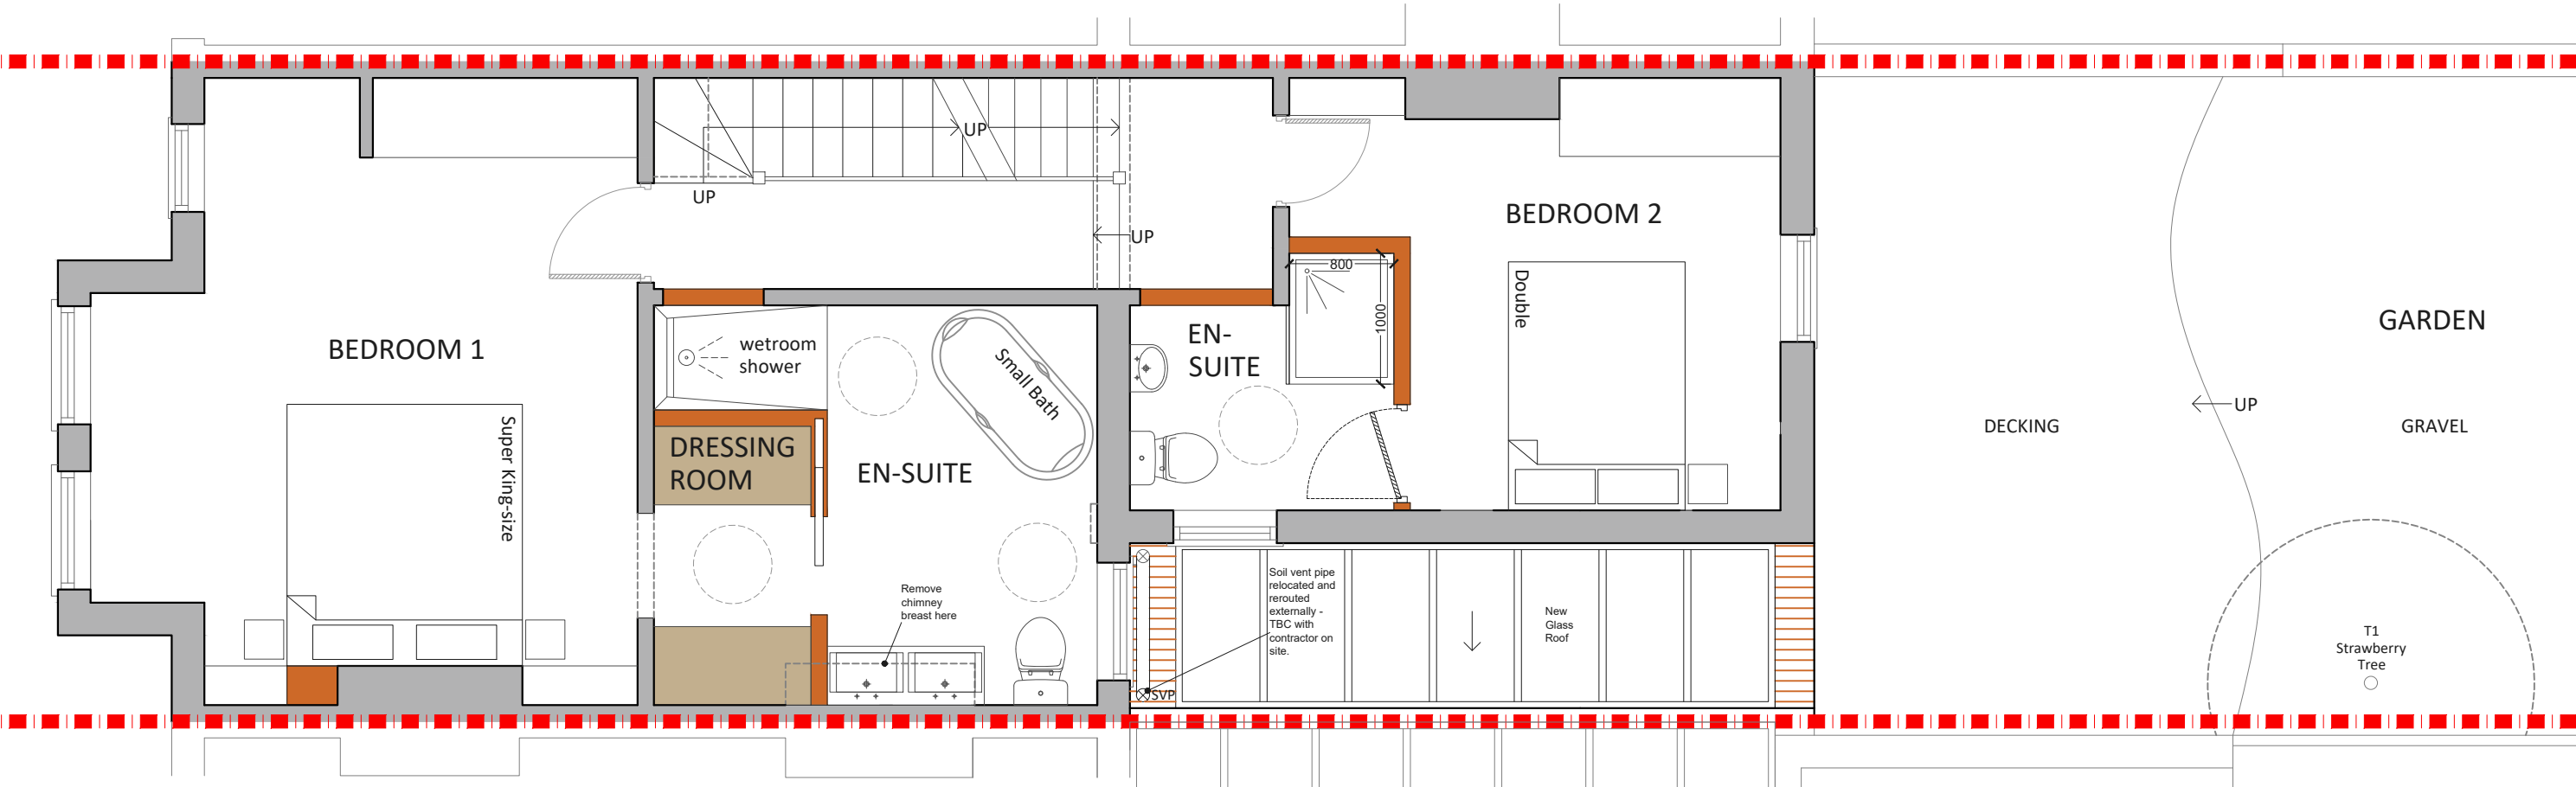 UP
UP
UP
BEDROOM 1
Super King-size
wetroom
shower
Small Bath
DRESSING
ROOM
EN-SUITE
Remove
chimney
breast here
EN-
SUITE
800
1000
BEDROOM 2
Double
Soil vent pipe
relocated and
rerouted
externally -
TBC with
contractor on
site.
SVP
New
Glass
Roof
GARDEN
DECKING
UP
GRAVEL
T1
Strawberry
Tree